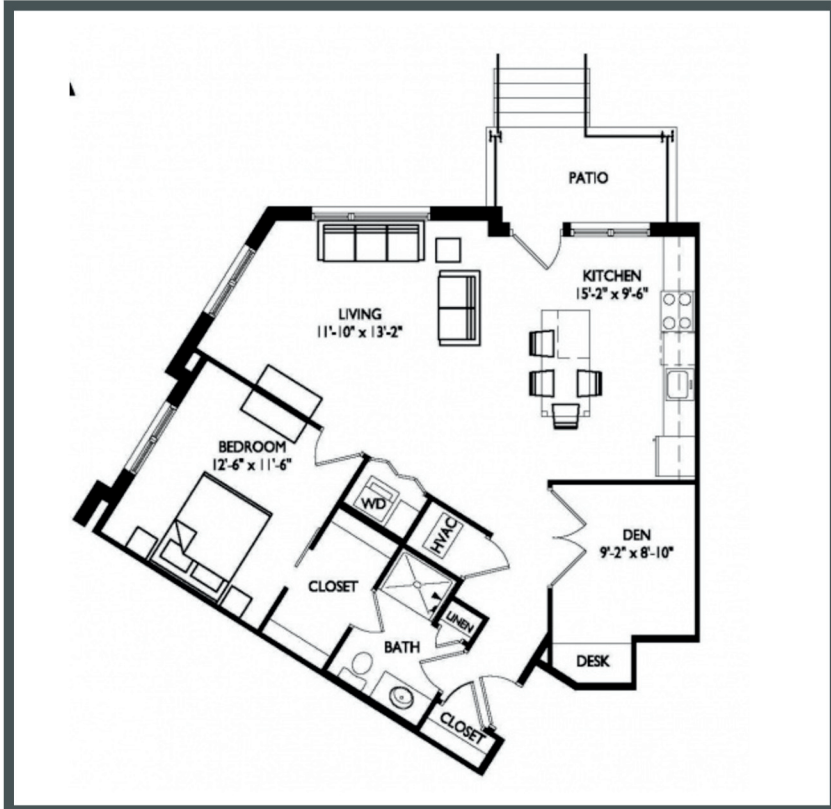 PATIO
KITCHEN
15'-2" x 9'-6"
LIVING
11'-10" x 13'-2"
BEDROOM
12'-6" x 11'-6"
WD
HVAC
DEN
9'-2" x 8'-10"
CLOSET
LINEN
BATH
DESK
CLOSET